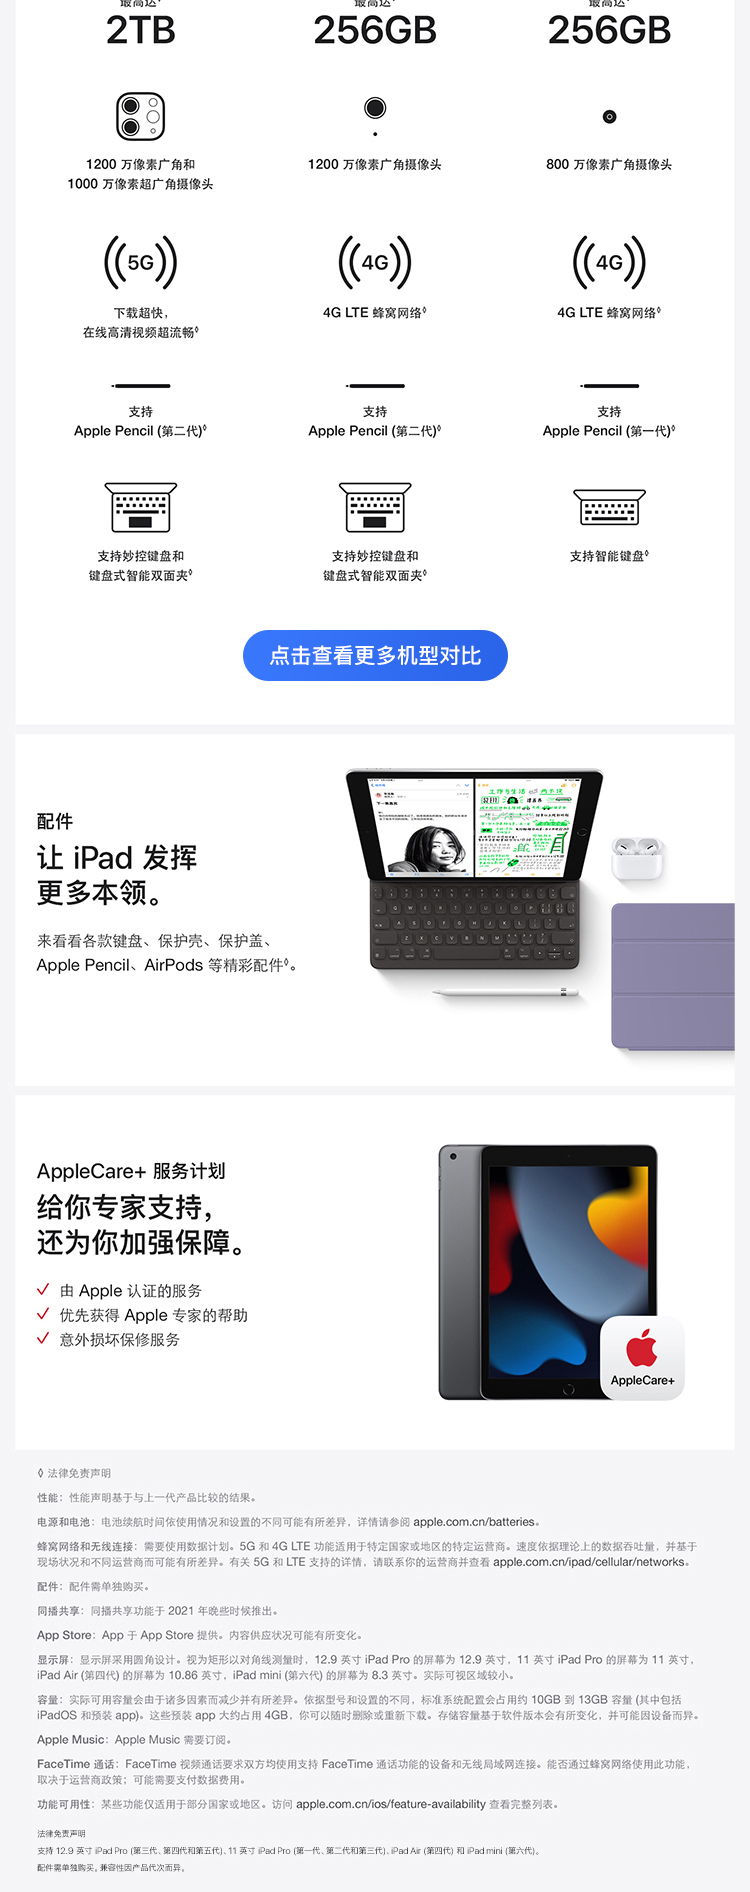 最高达◊ 最高达◊ 最高达◊
2TB 256GB 256GB
1200 万像素广角和
1000 万像素超广角摄像头
1200 万像素广角摄像头
800 万像素广角摄像头
5G 4G 4G
下载超快，
在线高清视频超流畅◊
4G LTE 蜂窝网络◊
4G LTE 蜂窝网络◊
支持
Apple Pencil (第二代)◊
支持
Apple Pencil (第二代)◊
支持
Apple Pencil (第一代)◊
支持妙控键盘和
键盘式智能双面夹◊
支持妙控键盘和
键盘式智能双面夹◊
支持智能键盘◊
点击查看更多机型对比
配件
让 iPad 发挥
更多本领。
来看看各款键盘、保护壳、保护盖、
Apple Pencil、AirPods 等精彩配件◊。
工作与生活
AppleCare+ 服务计划
给你专家支持，
还为你加强保障。
由 Apple 认证的服务
优先获得 Apple 专家的帮助
意外损坏保修服务
AppleCare+
◊ 法律免责声明
性能：性能声明基于与上一代产品比较的结果。
电源和电池：电池续航时间依使用情况和设置的不同可能有所差异，详情请参阅 apple.com.cn/batteries。
蜂窝网络和无线连接：需要使用数据计划。5G 和 4G LTE 功能适用于特定国家或地区的特定运营商。速度依据理论上的数据吞吐量，并基于
现场状况和不同运营商而可能有所差异。有关 5G 和 LTE 支持的详情，请联系你的运营商并查看 apple.com.cn/ipad/cellular/networks。
配件：配件需单独购买。
同播共享：同播共享功能于 2021 年晚些时候推出。
App Store：App 于 App Store 提供。内容供应状况可能有所变化。
显示屏：显示屏采用圆角设计。视为矩形以对角线测量时，12.9 英寸 iPad Pro 的屏幕为 12.9 英寸，11 英寸 iPad Pro 的屏幕为 11 英寸，
iPad Air (第四代) 的屏幕为 10.86 英寸，iPad mini (第六代) 的屏幕为 8.3 英寸。实际可视区域较小。
容量：实际可用容量会由于诸多因素而减少并有所差异。依据型号和设置的不同，标准系统配置会占用约 10GB 到 13GB 容量 (其中包括
iPadOS 和预装 app)。这些预装 app 大约占用 4GB，你可以随时删除或重新下载。存储容量基于软件版本会有所变化，并可能因设备而异。
Apple Music：Apple Music 需要订阅。
FaceTime 通话：FaceTime 视频通话要求双方均使用支持 FaceTime 通话功能的设备和无线局域网连接。能否通过蜂窝网络使用此功能，
取决于运营商政策；可能需要支付数据费用。
功能可用性：某些功能仅适用于部分国家或地区。访问 apple.com.cn/ios/feature-availability 查看完整列表。
法律免责声明
支持 12.9 英寸 iPad Pro (第三代、第四代和第五代)、11 英寸 iPad Pro (第一代、第二代和第三代)、iPad Air (第四代) 和 iPad mini (第六代)。
配件需单独购买。兼容性因产品代次而异。